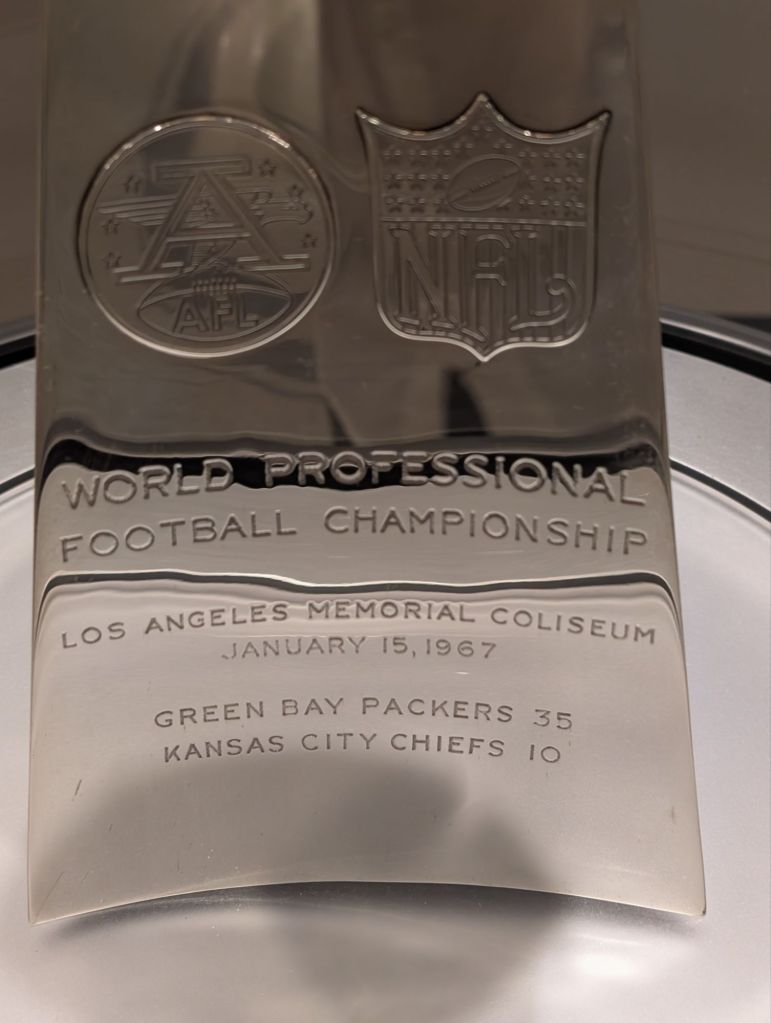 A
AFL
NFL
WORLD PROFESSIONAL
FOOTBALL CHAMPIONSHIP
LOS ANGELES MEMORIAL COLISEUM
JANUARY 15, 1967
GREEN BAY PACKERS 35
KANSAS CITY CHIEFS 10